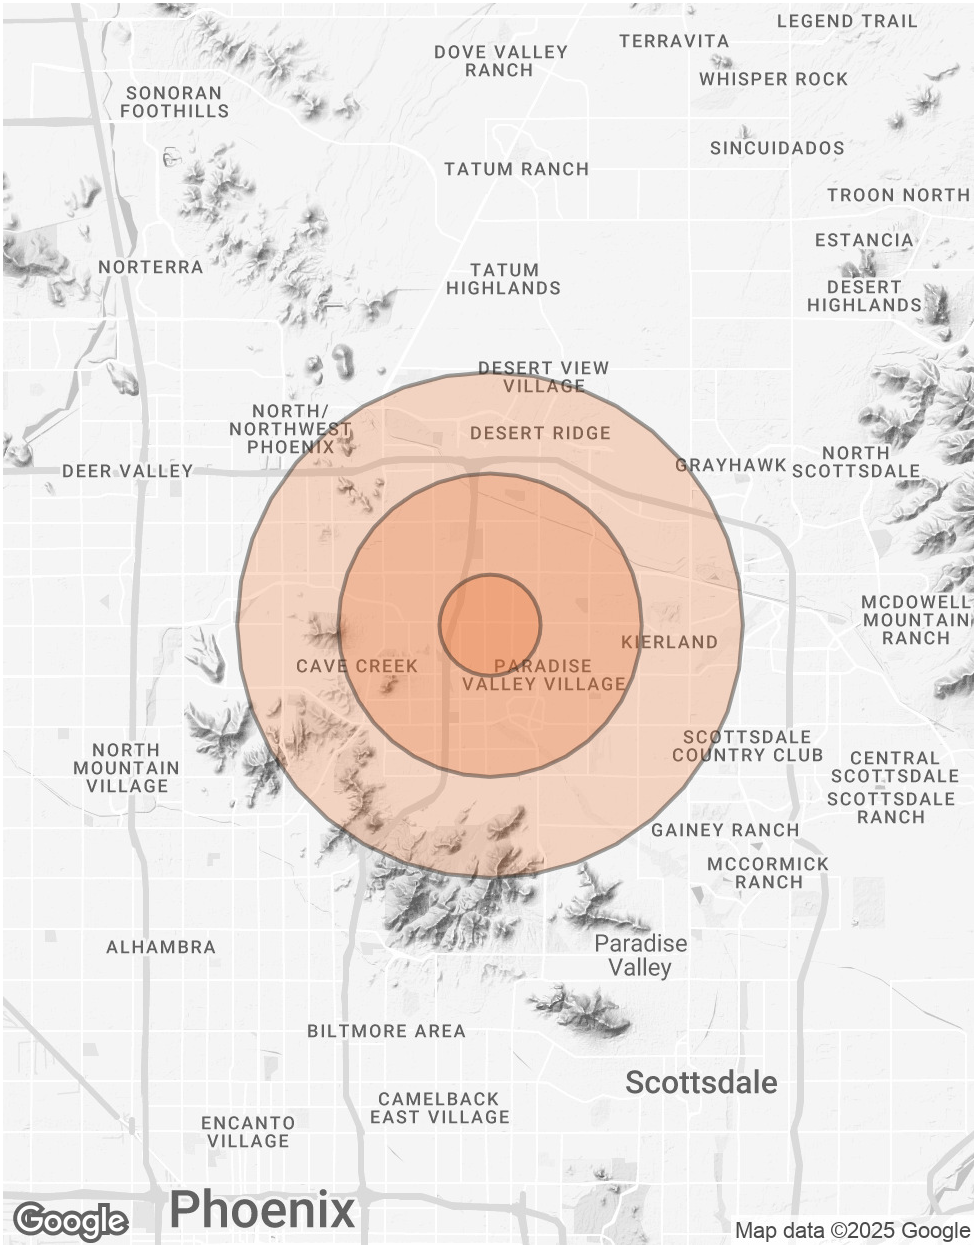 LEGEND TRAIL
TERRAVITA
DOVE VALLEY
RANCH
WHISPER ROCK
SONORAN
FOOTHILLS
SINCUIDADOS
TATUM RANCH
TROON NORTH
ESTANCIA
NORTERRA
TATUM
HIGHLANDS
DESERT
HIGHLANDS
DESERT VIEW
VILLAGE
NORTH/
NORTHWEST
PHOENIX
DESERT RIDGE
DEER VALLEY
GRAYHAWK
NORTH
SCOTTSDALE
MCDOWELL
MOUNTAIN
RANCH
KIERLAND
CAVE CREEK
PARADISE
VALLEY VILLAGE
SCOTTSDALE
COUNTRY CLUB
NORTH
MOUNTAIN
VILLAGE
CENTRAL
SCOTTSDALE
SCOTTSDALE
RANCH
GAINEY RANCH
MCCORMICK
RANCH
ALHAMBRA
Paradise
Valley
BILTMORE AREA
Scottsdale
CAMELBACK
EAST VILLAGE
ENCANTO
VILLAGE
Phoenix
Google
Map data ©2025 Google